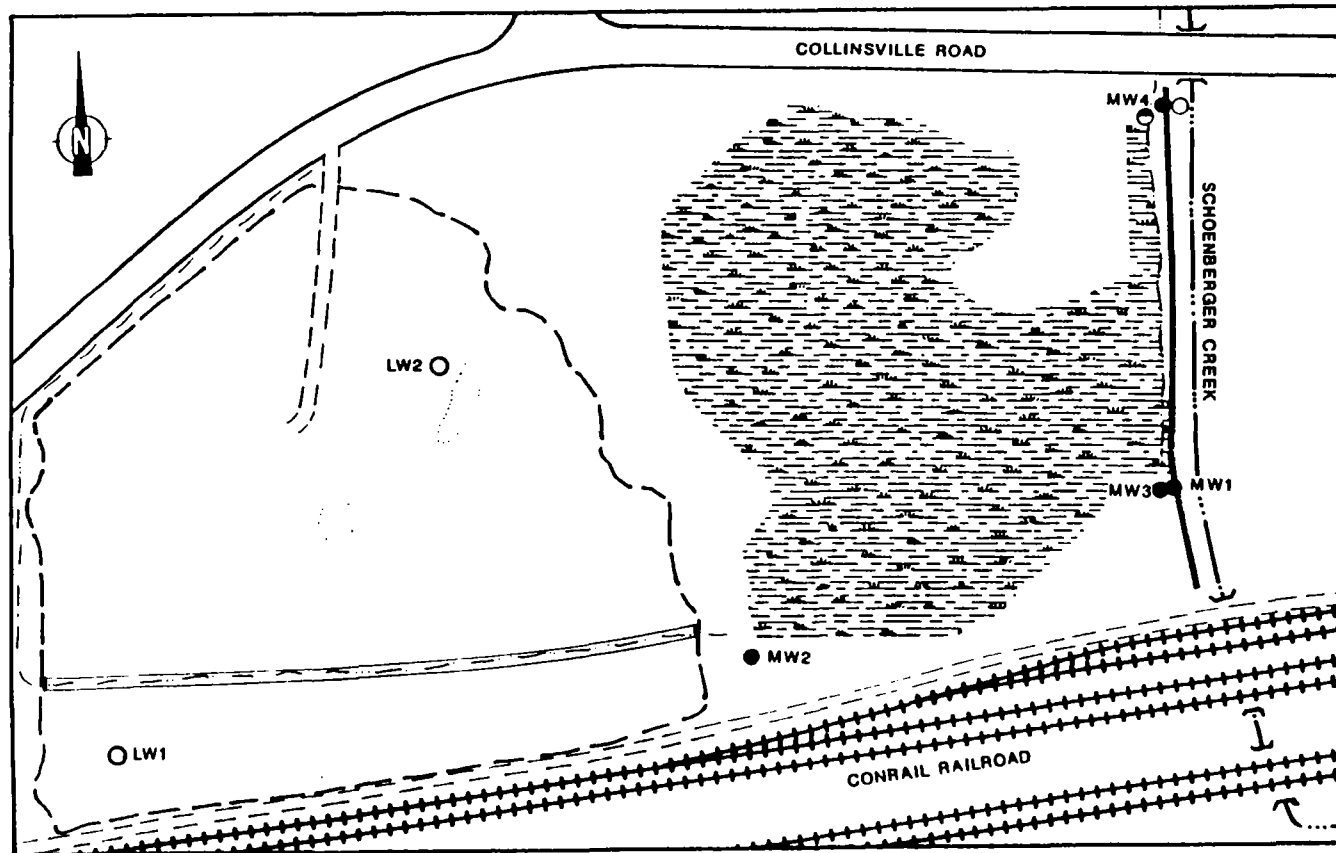 COLLINSVILLE ROAD
N
MW4
SCHOENBERGER CREEK
LW2
MW3
MW1
MW2
LW1
CONRAIL RAILROAD